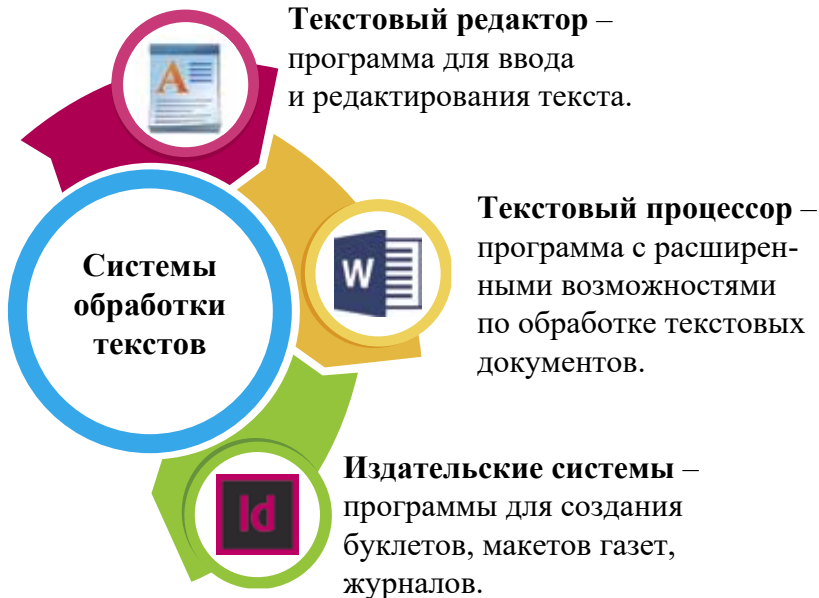 Текстовый редактор –
программа для ввода
и редактирования текста.
A
Текстовый процессор –
программа с расширен-
ными возможностями
по обработке текстовых
документов.
W
Системы
обработки
текстов
Издательские системы –
программы для создания
буклетов, макетов газет,
журналов.
Id